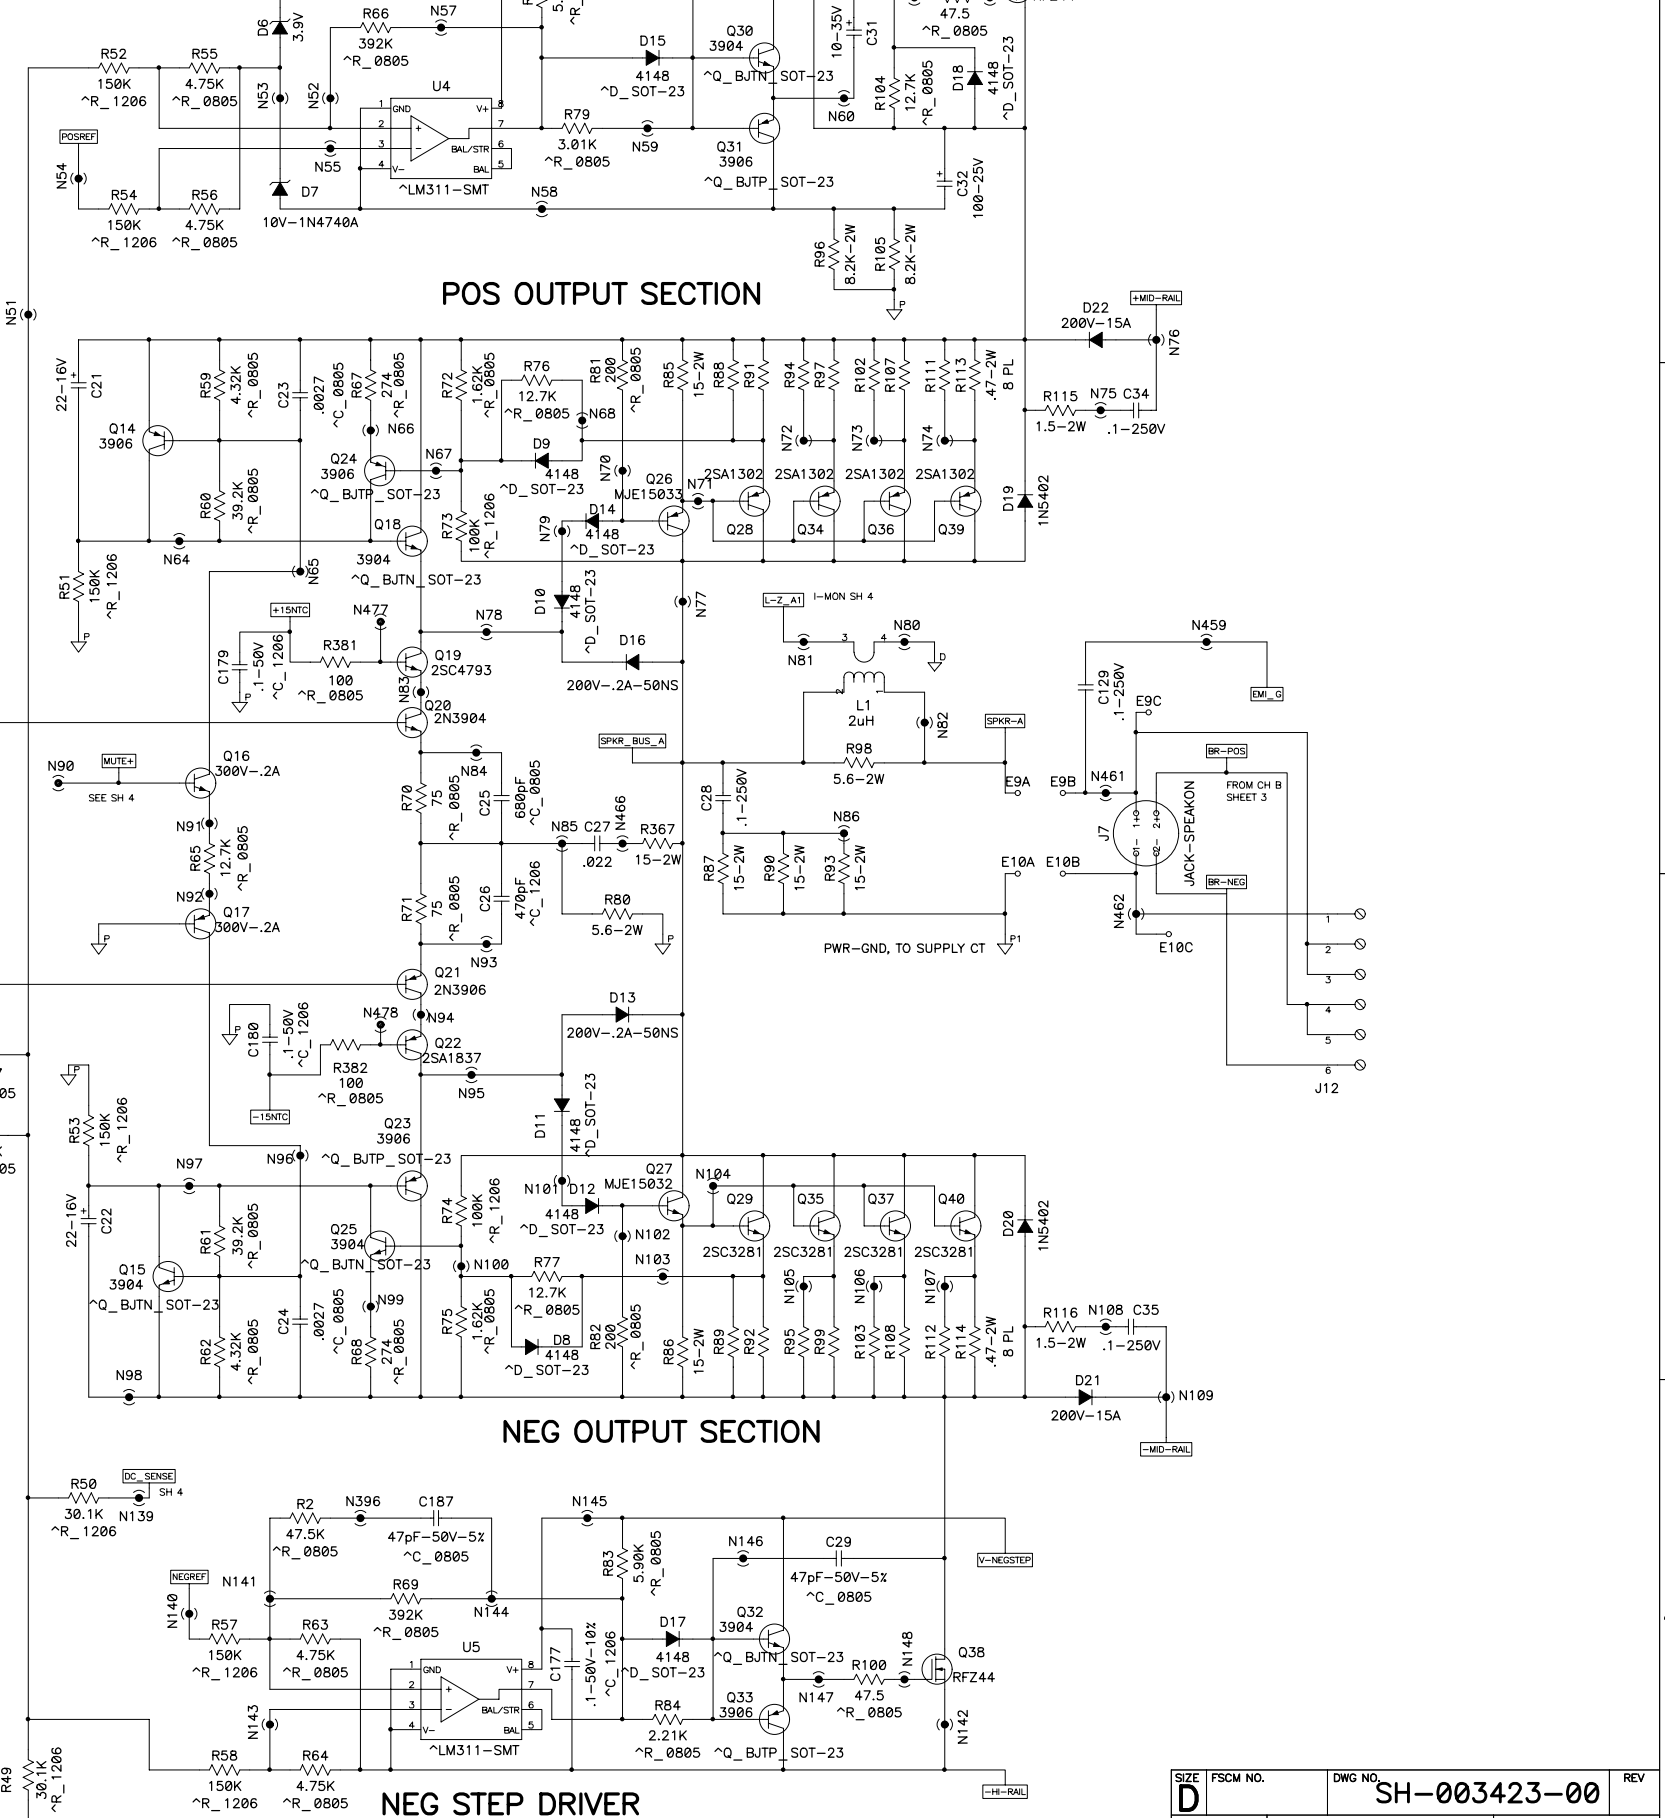 D6
3.9V
R66
392K
^R_0805
N57
D15
4148
^D_SOT-23
Q30
3904
^Q_BJTN_SOT-23
10-35V
C31
47.5
^R_0805
R52
150K
^R_1206
R55
4.75K
^R_0805
N53
N52
U4
GND
V+
BAL/STR
V-
BAL
1
2
3
4
8
7
6
5
^LM311-SMT
R79
3.01K
^R_0805
N59
Q31
3906
^Q_BJTP_SOT-23
N60
R104
12.7K
^R_0805
D18
4148
^D_SOT-23
POSREF
N54
N55
N58
C32
100-25V
R54
150K
^R_1206
R56
4.75K
^R_0805
D7
10V-1N4740A
R96
8.2K-2W
R105
8.2K-2W
P
N51
POS OUTPUT SECTION
+MID-RAIL
D22
200V-15A
N76
22-16V
C21
R59
4.32K
^R_0805
C23
.0027
^C_0805
R67
274
^R_0805
R72
1.62K
^R_0805
R76
12.7K
^R_0805
R81
200
^R_0805
R85
15-2W
R88
R91
R94
R97
R102
R107
R111
R113
.47-2W
8 PL
R115
1.5-2W
N75
C34
.1-250V
Q14
3906
N66
N68
N72
N73
N74
Q24
3906
^Q_BJTP_SOT-23
N67
D9
4148
^D_SOT-23
N70
Q26
MJE15033
N71
2SA1302
2SA1302
2SA1302
2SA1302
Q28
Q34
Q36
Q39
D19
1N5402
R60
39.2K
^R_0805
Q18
3904
^Q_BJTN_SOT-23
R73
100K
^R_1206
N79
D14
4148
^D_SOT-23
N64
N65
R51
150K
^R_1206
P
D10
4148
^D_SOT-23
N77
+15NTC
N477
N78
L-Z_A1
I-MON SH 4
N81
3
4
N80
D
N459
C179
.1-50V
^C_1206
P
R381
100
^R_0805
Q19
2SC4793
D16
200V-.2A-50NS
2
1
L1
2uH
N82
C129
.1-250V
EMI_G
N83
Q20
2N3904
SPKR_BUS_A
SPKR-A
E9C
N90
MUTE+
SEE SH 4
Q16
300V-.2A
N84
R98
5.6-2W
BR-POS
FROM CH B
SHEET 3
R70
75
^R_0805
C25
680pF
^C_0805
C28
.1-250V
E9A
E9B
N461
N91
R65
12.7K
^R_0805
N92
N85
C27
.022
N466
R367
15-2W
N86
R87
15-2W
R90
15-2W
R93
15-2W
J7
1+
2+
1-
2-
JACK-SPEAKON
E10A
E10B
BR-NEG
Q17
300V-.2A
P
R71
75
^R_0805
C26
470pF
^C_1206
R80
5.6-2W
P
N93
PWR-GND, TO SUPPLY CT
P1
N462
E10C
1
2
3
4
5
6
J12
Q21
2N3906
D13
200V-.2A-50NS
P
C180
.1-50V
^C_1206
N478
N94
Q22
2SA1837
R382
100
^R_0805
-15NTC
N95
05
P
R53
150K
^R_1206
Q23
3906
^Q_BJTP_SOT-23
D11
4148
^D_SOT-23
05
N97
N96
N101
D12
4148
^D_SOT-23
Q27
MJE15032
N104
Q29
Q35
Q37
Q40
2SC3281
2SC3281
2SC3281
2SC3281
D20
1N5402
22-16V
C22
R61
39.2K
^R_0805
Q25
3904
^Q_BJTN_SOT-23
R74
100K
^R_1206
N102
N103
Q15
3904
^Q_BJTN_SOT-23
N100
R77
12.7K
^R_0805
N105
N106
N107
R62
4.32K
^R_0805
C24
.0027
^C_0805
N99
R68
274
^R_0805
R75
1.62K
^R_0805
D8
4148
^D_SOT-23
R82
200
^R_0805
R86
15-2W
R89
R92
R95
R99
R103
R108
R112
R114
.47-2W
8 PL
R116
1.5-2W
N108
C35
.1-250V
N98
D21
200V-15A
N109
NEG OUTPUT SECTION
-MID-RAIL
R50
30.1K
^R_1206
DC_SENSE
SH 4
N139
R2
47.5K
^R_0805
N396
C187
47pF-50V-5%
^C_0805
N145
R83
5.90K
^R_0805
N146
C29
47pF-50V-5%
^C_0805
V-NEGSTEP
NEGREF
N140
N141
R69
392K
^R_0805
N144
R57
150K
^R_1206
R63
4.75K
^R_0805
U5
GND
V+
BAL/STR
V-
BAL
1
2
3
4
8
7
6
5
^LM311-SMT
C177
.1-50V-10%
^C_1206
D17
4148
^D_SOT-23
Q32
3904
^Q_BJTN_SOT-23
N147
R100
47.5
^R_0805
N148
Q38
RFZ44
N143
R84
2.21K
^R_0805
Q33
3906
^Q_BJTP_SOT-23
N142
R49
30.1K
^R_1206
R58
150K
^R_1206
R64
4.75K
^R_0805
-HI-RAIL
NEG STEP DRIVER
SIZE
D
FSCM NO.
DWG NO.
SH-003423-00
REV